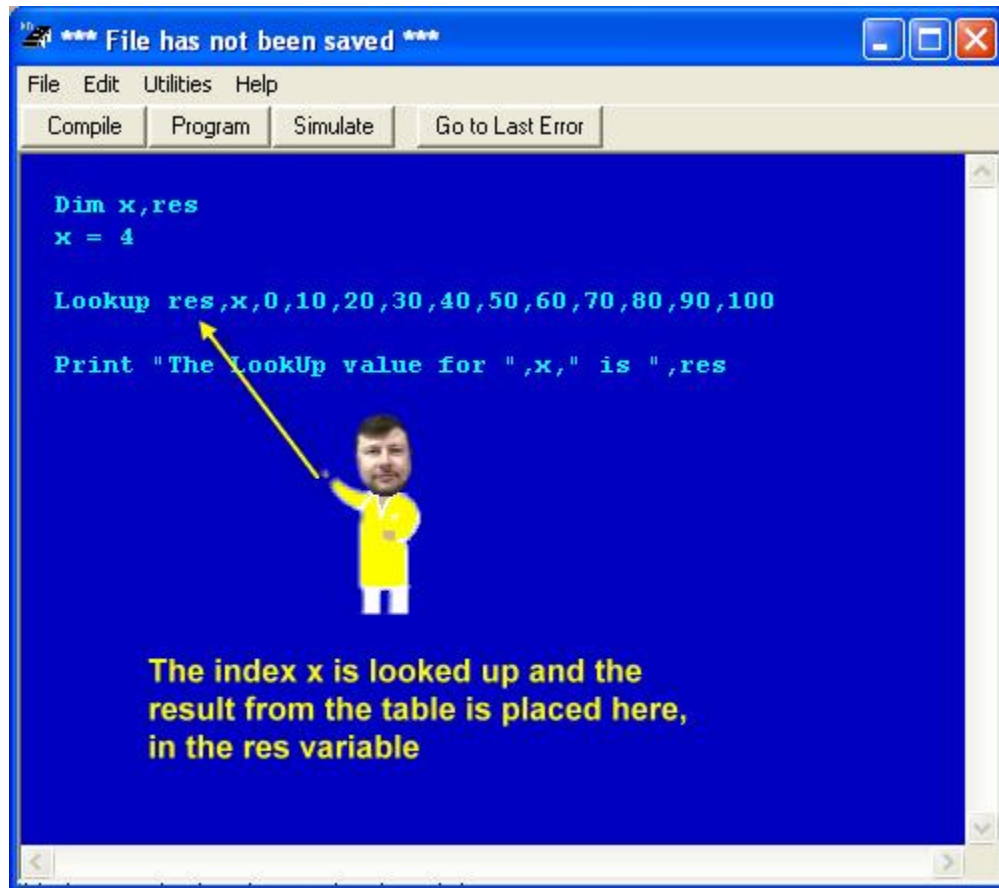 *** File has not been saved ***
File Edit Utilities Help
Compile Program Simulate Go to Last Error
Dim x,res
x = 4
Lookup res,x,0,10,20,30,40,50,60,70,80,90,100
Print "The LookUp value for ",x," is ",res
The index x is looked up and the
result from the table is placed here,
in the res variable